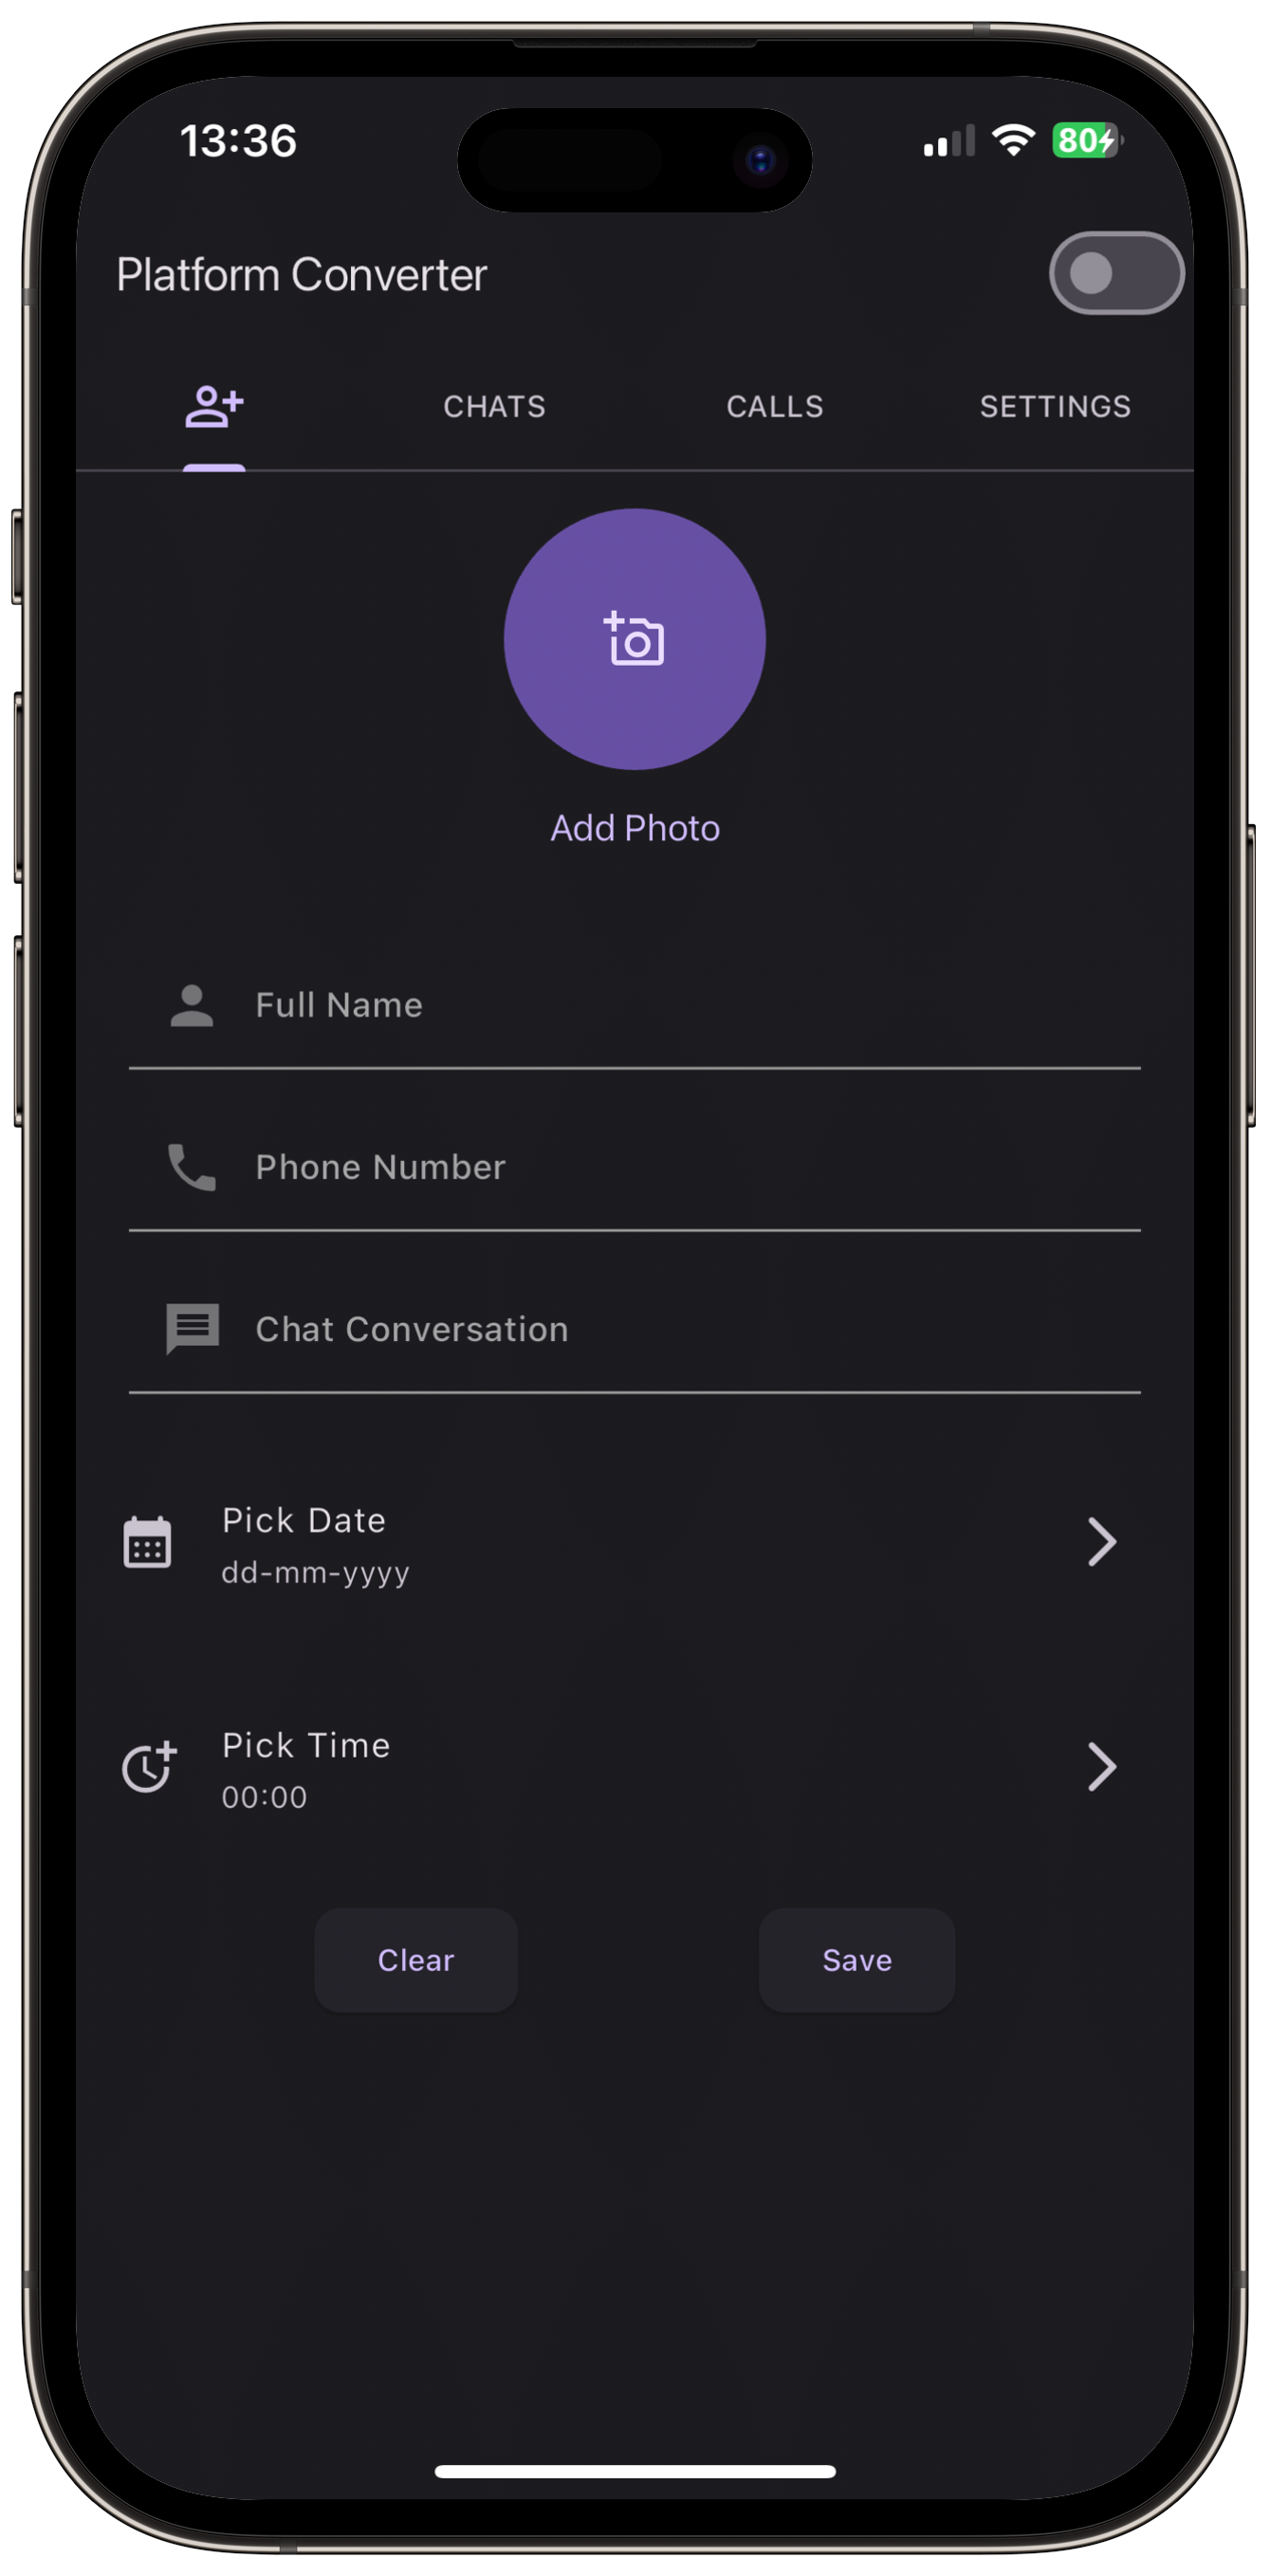 13:36
80
Platform Converter
CHATS CALLS SETTINGS
Add Photo
Full Name
Phone Number
Chat Conversation
Pick Date
dd-mm-yyyy
Pick Time
00:00
Clear Save